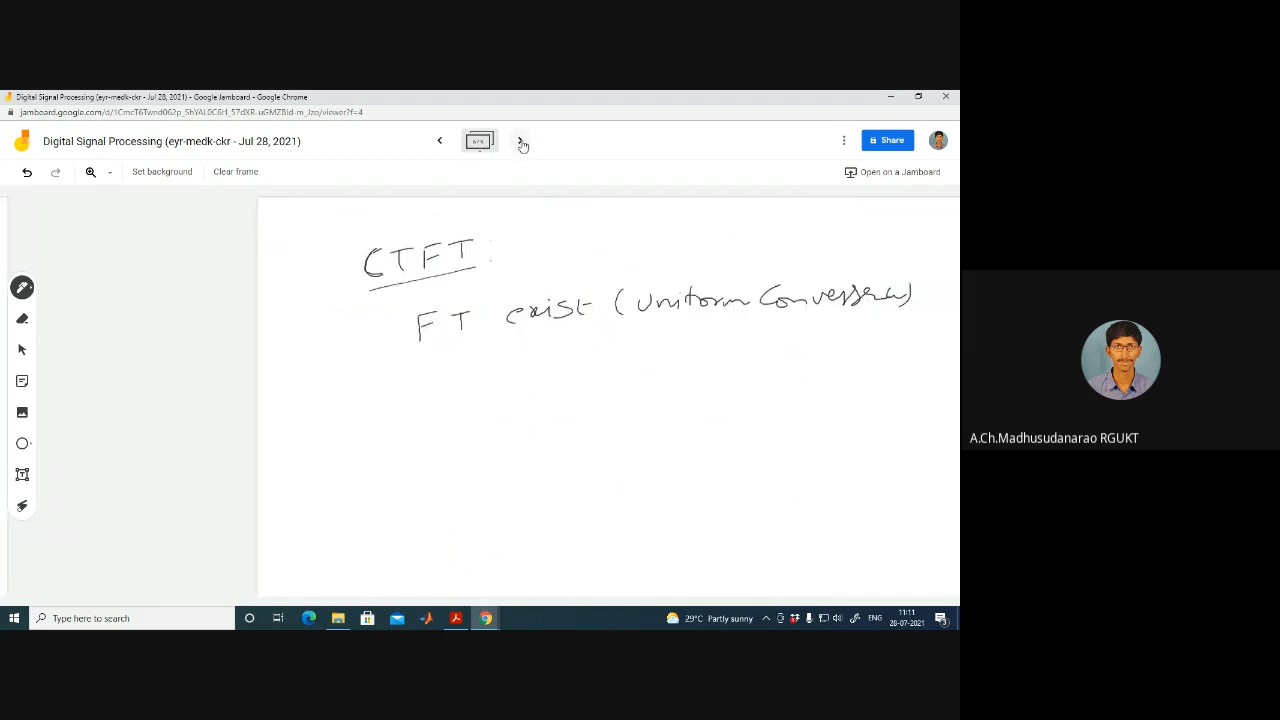 Digital Signal Processing (eyr-medk-ckr - Jul 28, 2021) - Google Jamboard - Google Chrome
Digital Signal Processing (eyr-medk-ckr - Jul 28, 2021)
Share
Set background
Clear frame
Open on a Jamboard
CTFT:
FT exist (Uniform
A.Ch.Madhusudanarao RGUKT
Type here to search
29°C Partly sunny
ENG
11:11
28-07-2021